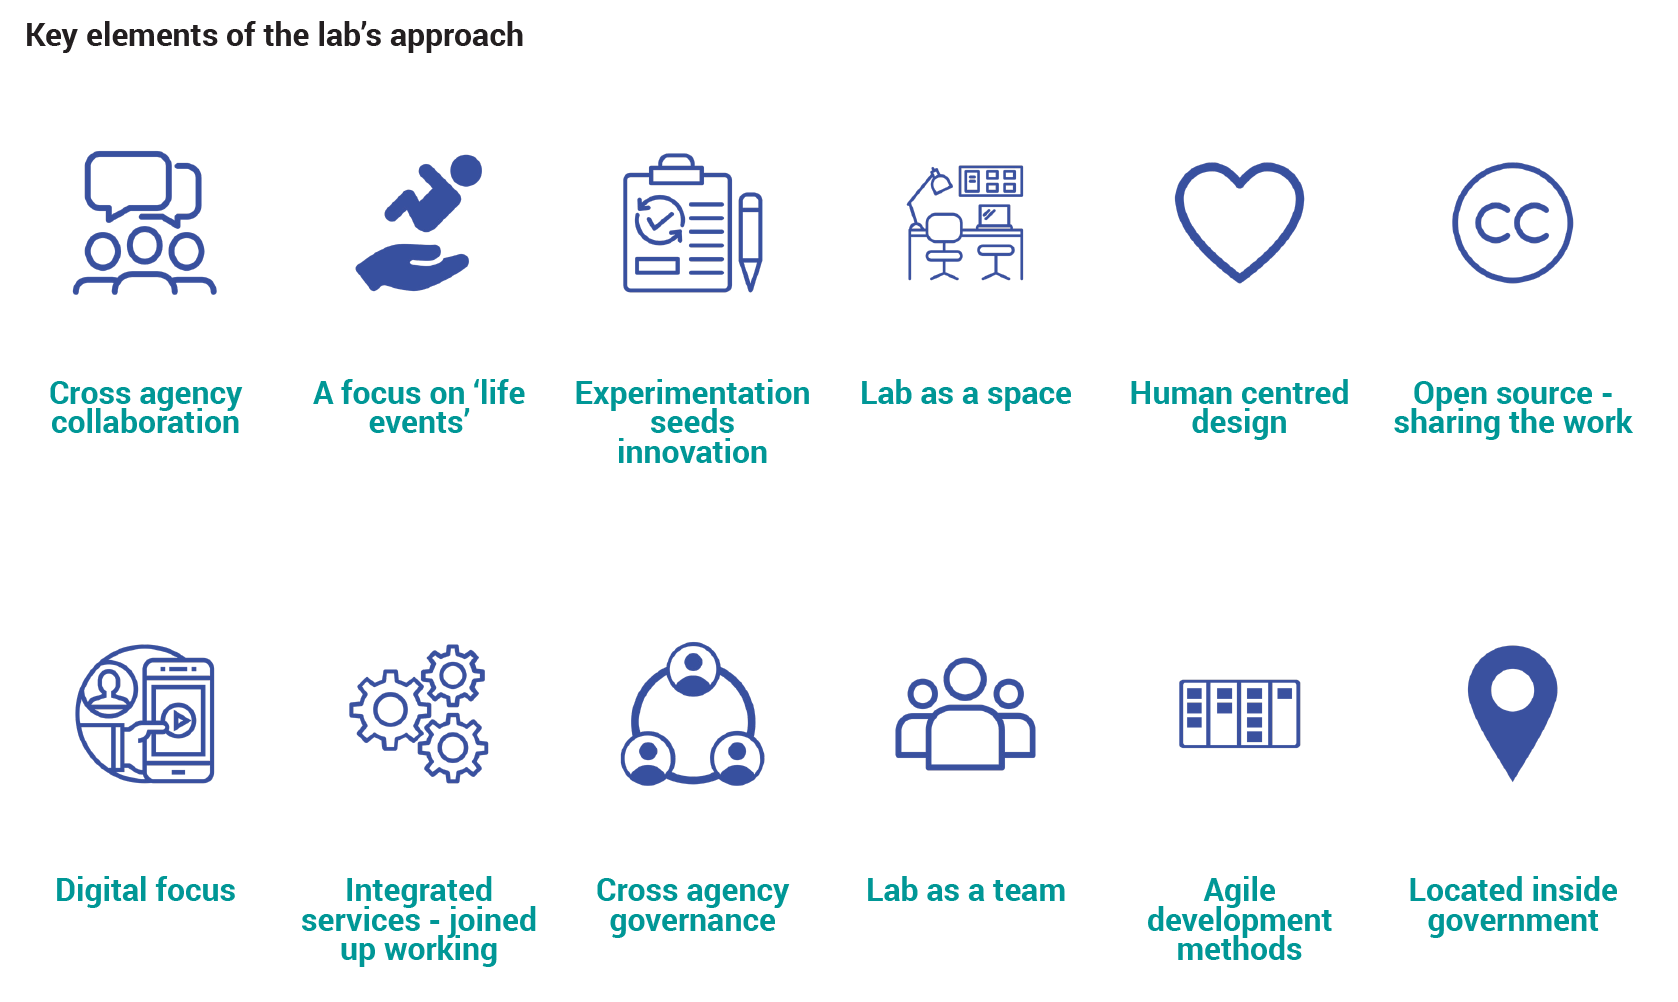 Key elements of the lab’s approach
CC
Cross agency
collaboration
A focus on ‘life
events’
Experimentation
seeds
innovation
Lab as a space
Human centred
design
Open source -
sharing the work
Digital focus
Integrated
services - joined
up working
Cross agency
governance
Lab as a team
Agile
development
methods
Located inside
government